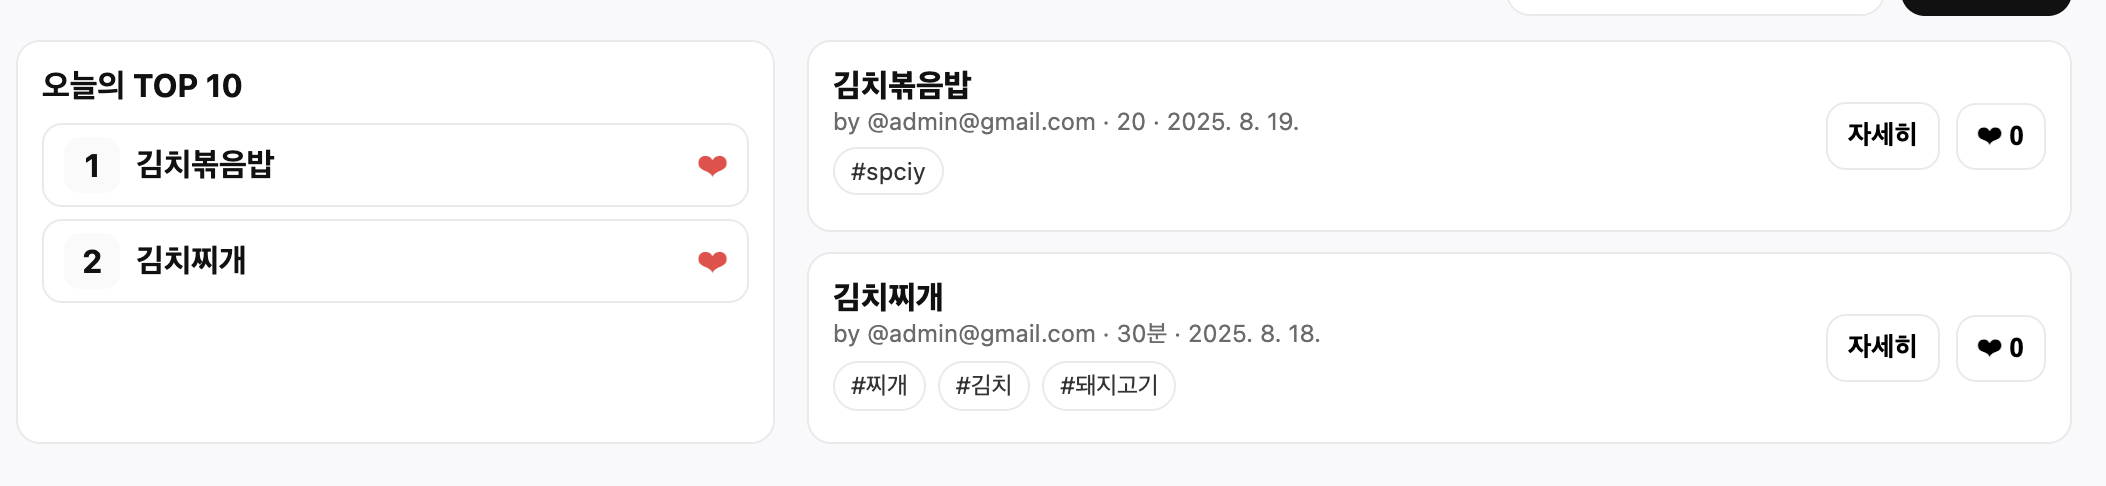 오늘의 TOP 10
1 김치볶음밥 ❤
2 김치찌개 ❤
김치볶음밥
by @admin@gmail.com · 20 · 2025. 8. 19.
#spciy
자세히
❤ 0
김치찌개
by @admin@gmail.com · 30분 · 2025. 8. 18.
#찌개 #김치 #돼지고기
자세히
❤ 0